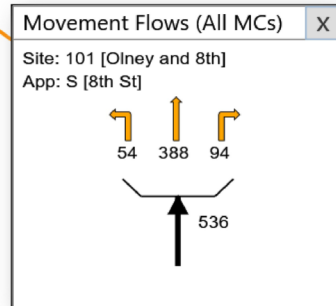 Movement Flows (All MCs) X
Site: 101 [Olney and 8th]
App: S [8th St]
54 388 94
536